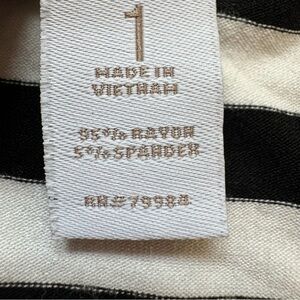 1
MADE IN
VIETNAM
95% RAYON
5% SPANDEX
RN#79984